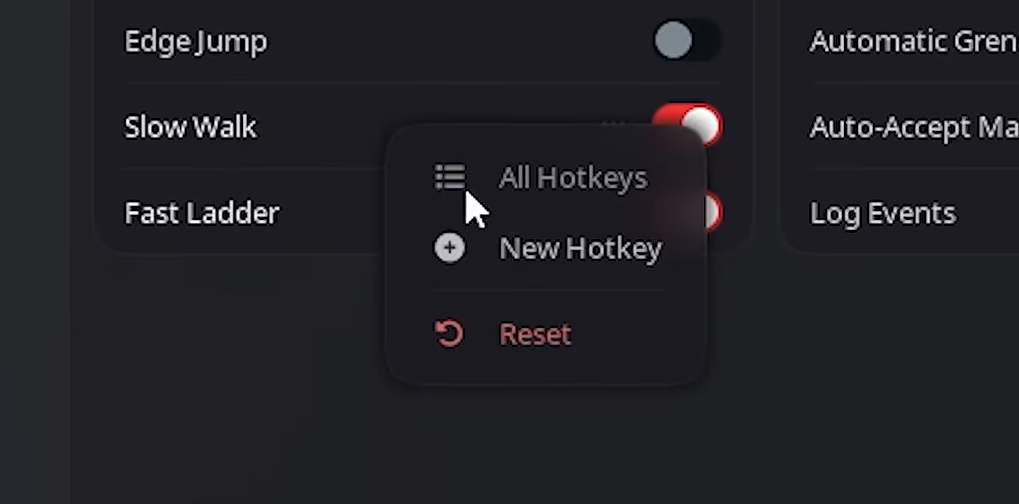 Edge Jump
Slow Walk
Fast Ladder
All Hotkeys
New Hotkey
Reset
Automatic Gren
Auto-Accept Ma
Log Events